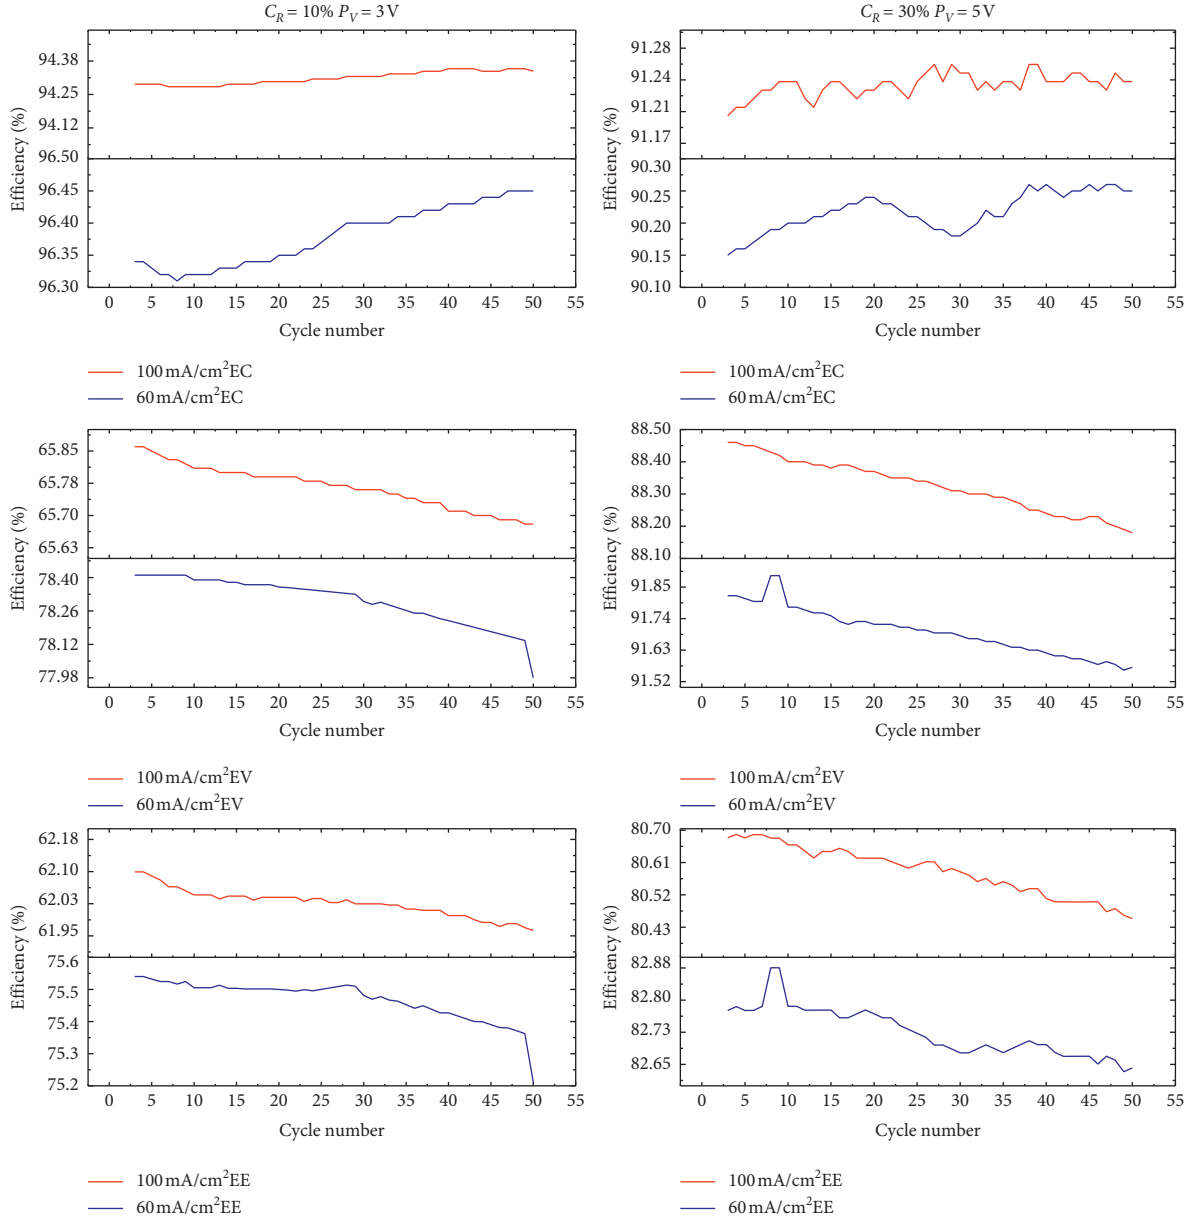 C_R = 10% P_V = 3 V
C_R = 30% P_V = 5 V
Efficiency (%)
94.38
94.25
94.12
96.50
96.45
96.40
96.35
96.30
0 5 10 15 20 25 30 35 40 45 50 55
Cycle number
100 mA/cm²EC
60 mA/cm²EC
Efficiency (%)
91.28
91.24
91.21
91.17
90.30
90.25
90.20
90.15
90.10
0 5 10 15 20 25 30 35 40 45 50 55
Cycle number
100 mA/cm²EC
60 mA/cm²EC
Efficiency (%)
65.85
65.78
65.70
65.63
78.40
78.26
78.12
77.98
0 5 10 15 20 25 30 35 40 45 50 55
Cycle number
100 mA/cm²EV
60 mA/cm²EV
Efficiency (%)
88.50
88.40
88.30
88.20
88.10
91.85
91.74
91.63
91.52
0 5 10 15 20 25 30 35 40 45 50 55
Cycle number
100 mA/cm²EV
60 mA/cm²EV
Efficiency (%)
62.18
62.10
62.03
61.95
75.6
75.5
75.4
75.3
75.2
0 5 10 15 20 25 30 35 40 45 50 55
Cycle number
100 mA/cm²EE
60 mA/cm²EE
Efficiency (%)
80.70
80.61
80.52
80.43
82.88
82.80
82.73
82.65
0 5 10 15 20 25 30 35 40 45 50 55
Cycle number
100 mA/cm²EE
60 mA/cm²EE